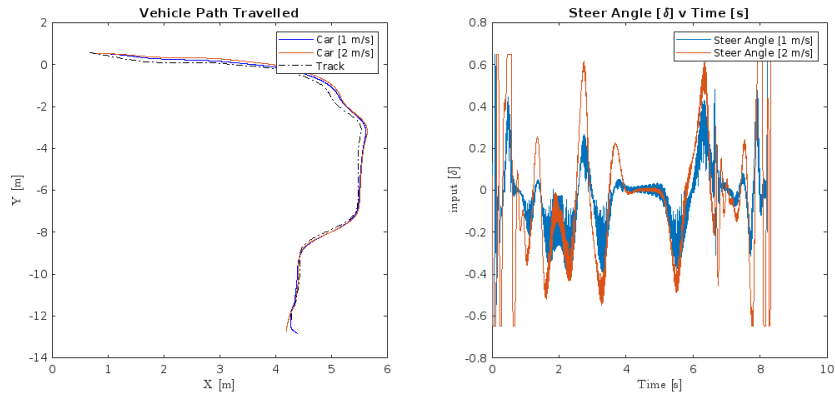 Vehicle Path Travelled
Car [1 m/s]
Car [2 m/s]
Track
2
0
-2
-4
-6
-8
-10
-12
-14
Y [m]
0
1
2
3
4
5
6
X [m]
Steer Angle [δ] v Time [s]
Steer Angle [1 m/s]
Steer Angle [2 m/s]
0.8
0.6
0.4
0.2
0
-0.2
-0.4
-0.6
-0.8
input [δ]
0
2
4
6
8
10
Time [s]